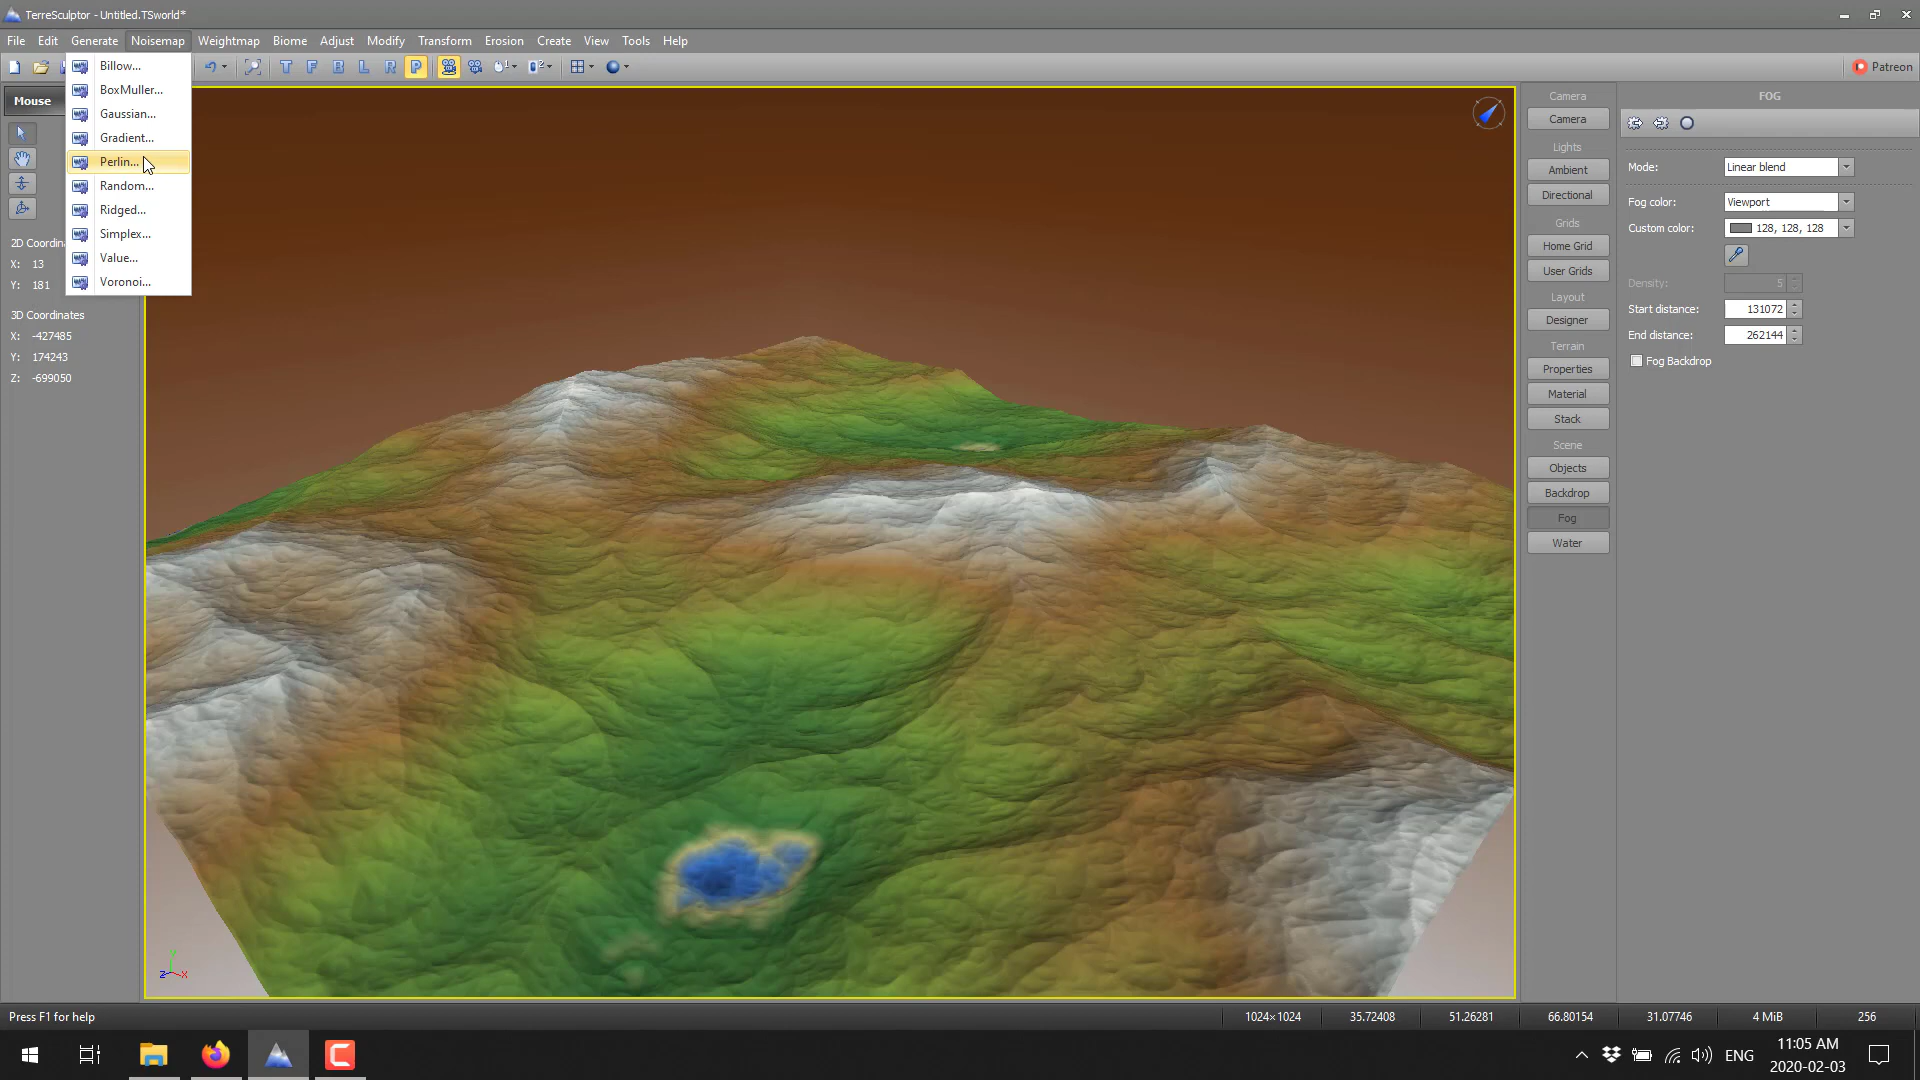 TerreSculptor - Untitled.TSworld*
File Edit Generate Noisemap Weightmap Biome Adjust Modify Transform Erosion Create View Tools Help
T F B L R P 1 2 Patreon
Billow...
BoxMuller...
Gaussian...
Gradient...
Perlin...
Random...
Ridged...
Simplex...
Value...
Voronoi...
Mouse
2D Coordina
X: 13
Y: 181
3D Coordinates
X: -427485
Y: 174243
Z: -699050
Y
Z X
Camera
Camera
Lights
Ambient
Directional
Grids
Home Grid
User Grids
Layout
Designer
Terrain
Properties
Material
Stack
Scene
Objects
Backdrop
Fog
Water
FOG
Mode: Linear blend
Fog color: Viewport
Custom color: 128, 128, 128
Density: 5
Start distance: 131072
End distance: 262144
Fog Backdrop
Press F1 for help 1024×1024 35.72408 51.26281 66.80154 31.07746 4 MiB 256
ENG 11:05 AM
2020-02-03